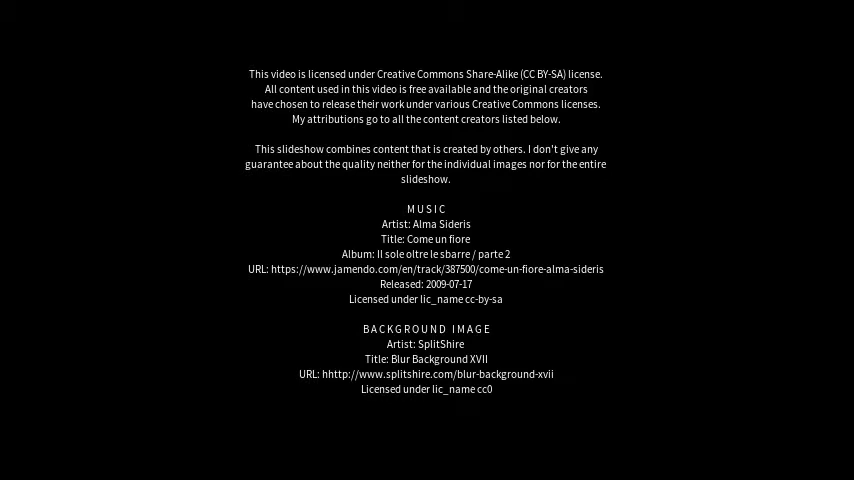 This video is licensed under Creative Commons Share-Alike (CC BY-SA) license.
All content used in this video is free available and the original creators
have chosen to release their work under various Creative Commons licenses.
My attributions go to all the content creators listed below.
This slideshow combines content that is created by others. I don't give any
guarantee about the quality neither for the individual images nor for the entire
slideshow.
MUSIC
Artist: Alma Sideris
Title: Come un fiore
Album: Il sole oltre le sbarre / parte 2
URL: https://www.jamendo.com/en/track/387500/come-un-fiore-alma-sideris
Released: 2009-07-17
Licensed under lic_name cc-by-sa
BACKGROUND IMAGE
Artist: SplitShire
Title: Blur Background XVII
URL: hhttp://www.splitshire.com/blur-background-xvii
Licensed under lic_name cc0